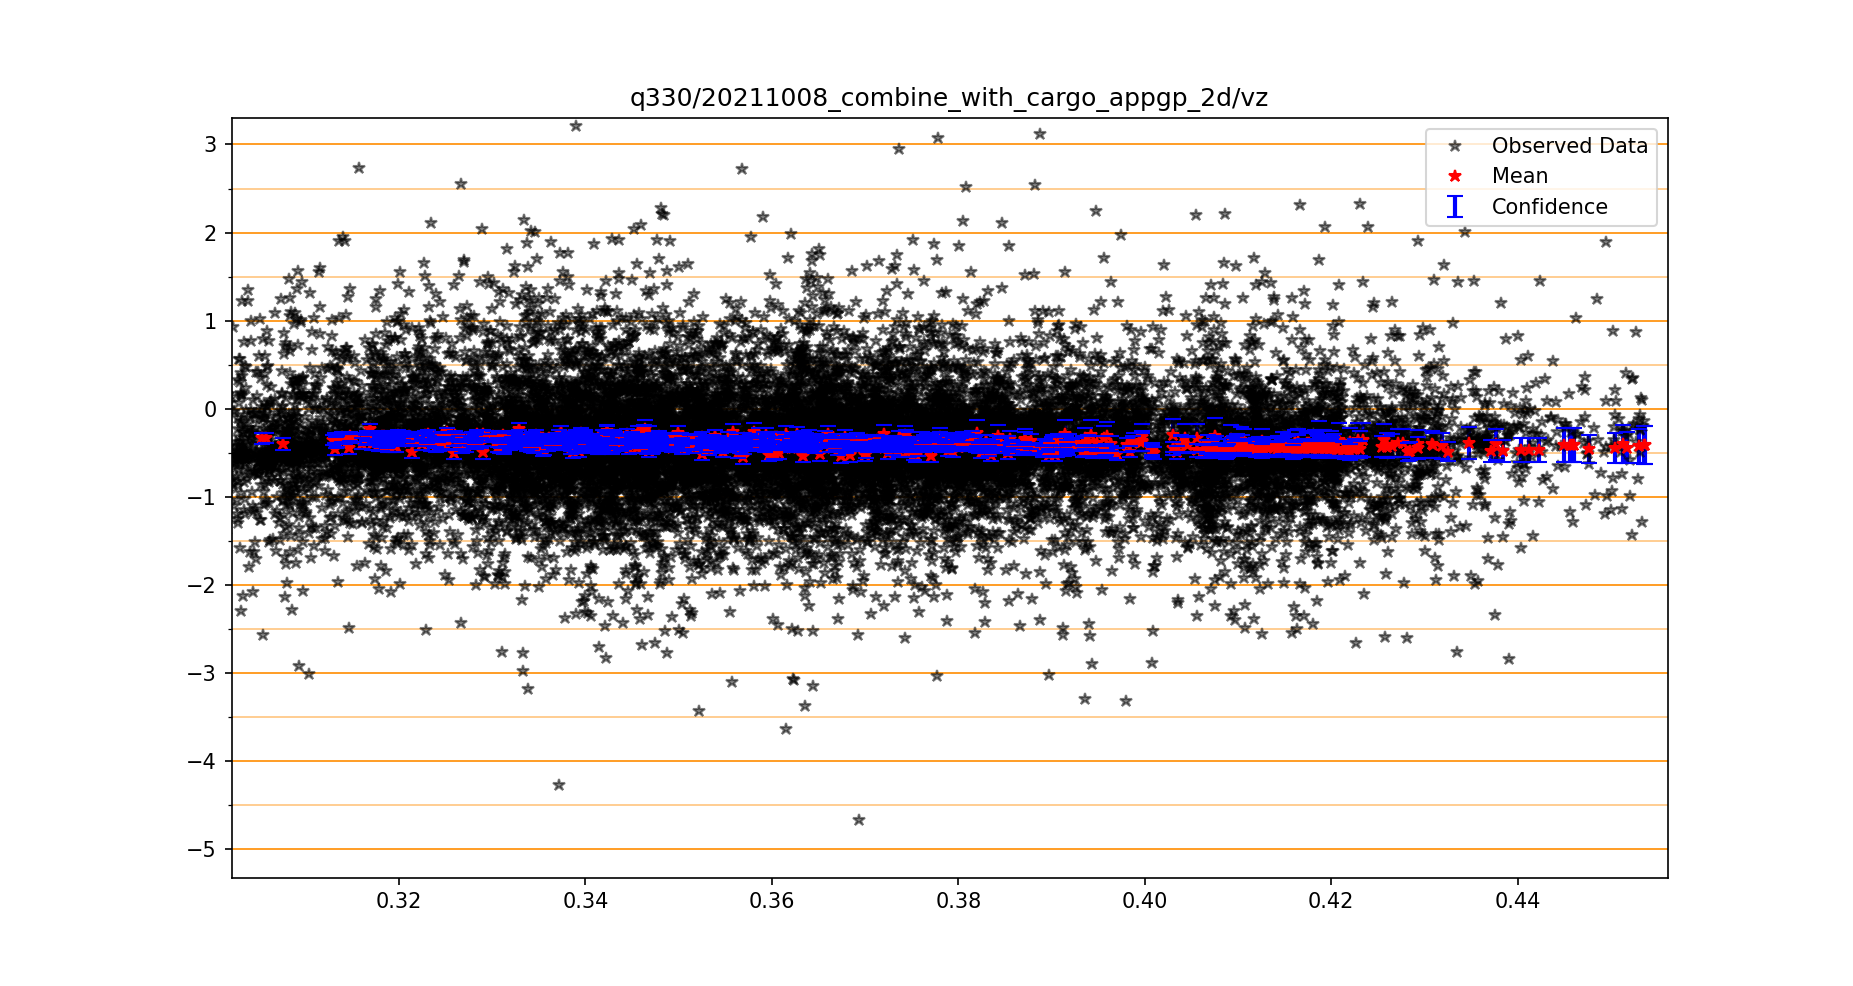 q330/20211008_combine_with_cargo_appgp_2d/vz
Observed Data
Mean
Confidence
3
2
1
0
−1
−2
−3
−4
−5
0.32 0.34 0.36 0.38 0.40 0.42 0.44